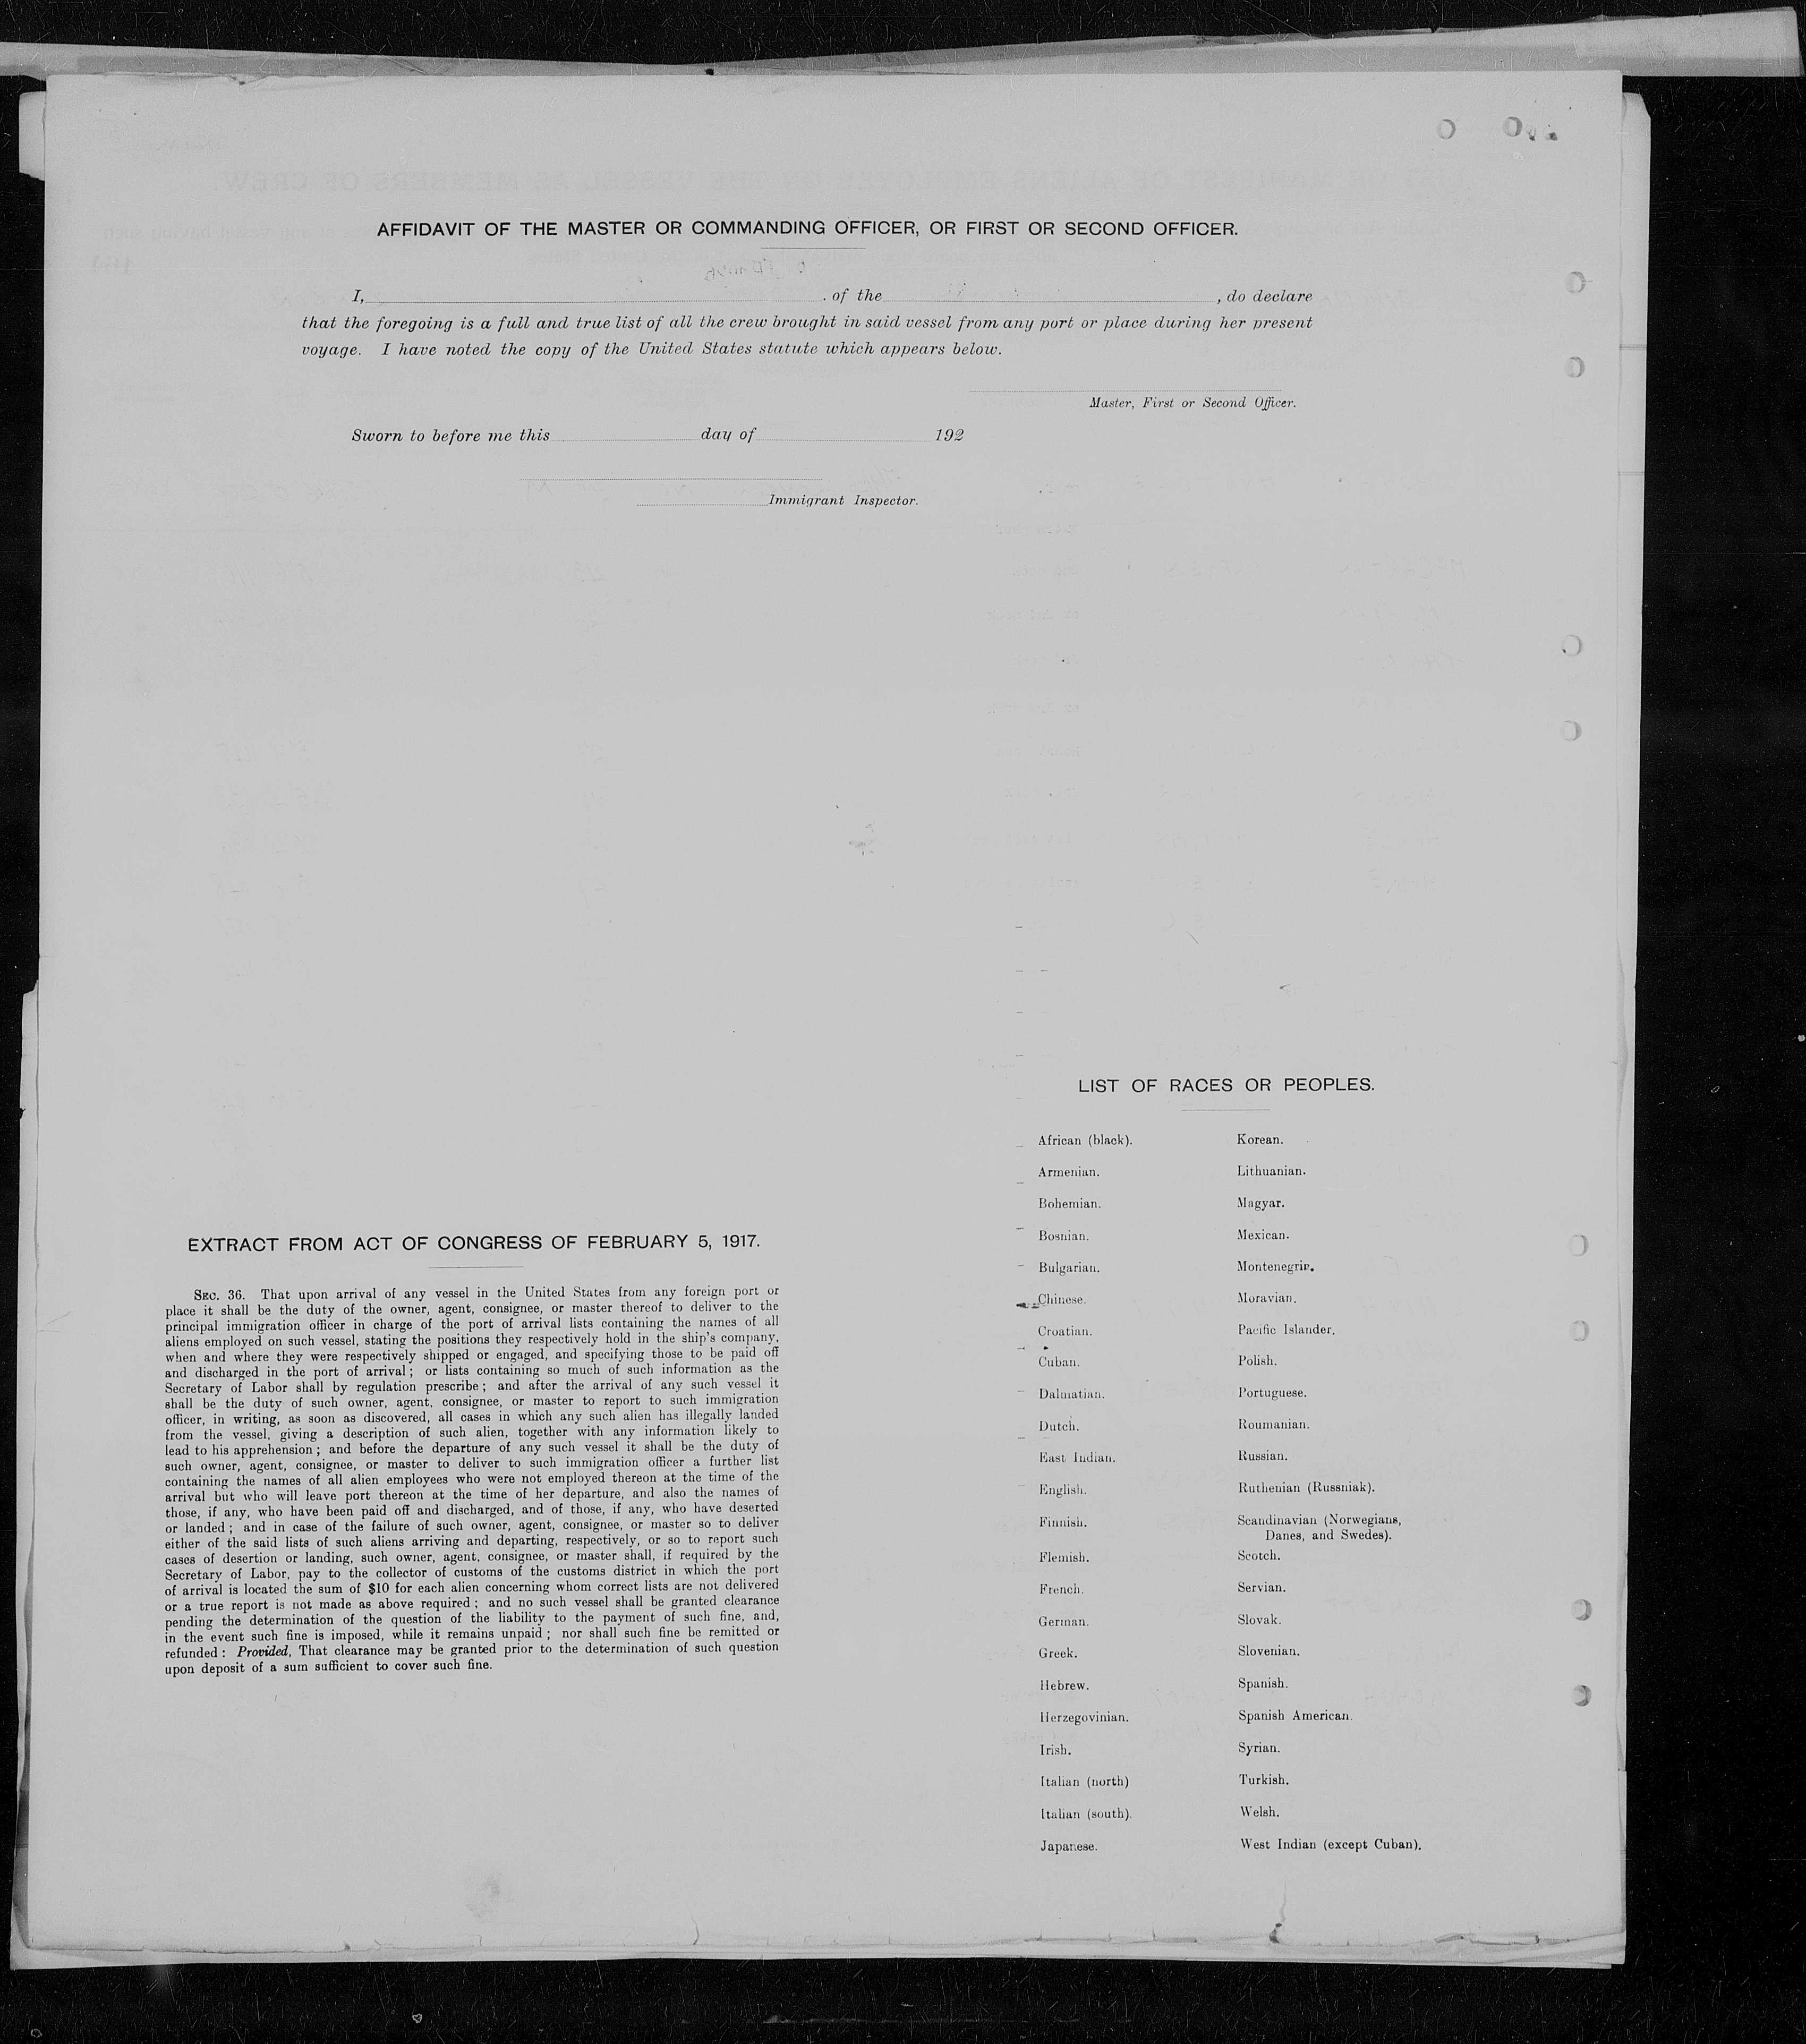 AFFIDAVIT OF THE MASTER OR COMMANDING OFFICER, OR FIRST OR SECOND OFFICER.
I, of the , do declare
that the foregoing is a full and true list of all the crew brought in said vessel from any port or place during her present
voyage. I have noted the copy of the United States statute which appears below.
Master, First or Second Officer.
Sworn to before me this day of 192
Immigrant Inspector.
EXTRACT FROM ACT OF CONGRESS OF FEBRUARY 5, 1917.
SEC. 36. That upon arrival of any vessel in the United States from any foreign port or
place it shall be the duty of the owner, agent, consignee, or master thereof to deliver to the
principal immigration officer in charge of the port of arrival lists containing the names of all
aliens employed on such vessel, stating the positions they respectively hold in the ship's company,
when and where they were respectively shipped or engaged, and specifying those to be paid off
and discharged in the port of arrival; or lists containing so much of such information as the
Secretary of Labor shall by regulation prescribe; and after the arrival of any such vessel it
shall be the duty of such owner, agent, consignee, or master to report to such immigration
officer, in writing, as soon as discovered, all cases in which any such alien has illegally landed
from the vessel, giving a description of such alien, together with any information likely to
lead to his apprehension; and before the departure of any such vessel it shall be the duty of
such owner, agent, consignee, or master to deliver to such immigration officer a further list
containing the names of all alien employees who were not employed thereon at the time of the
arrival but who will leave port thereon at the time of her departure, and also the names of
those, if any, who have been paid off and discharged, and of those, if any, who have deserted
or landed; and in case of the failure of such owner, agent, consignee, or master so to deliver
either of the said lists of such aliens arriving and departing, respectively, or so to report such
cases of desertion or landing, such owner, agent, consignee, or master shall, if required by the
Secretary of Labor, pay to the collector of customs of the customs district in which the port
of arrival is located the sum of $10 for each alien concerning whom correct lists are not delivered
or a true report is not made as above required; and no such vessel shall be granted clearance
pending the determination of the question of the liability to the payment of such fine, and,
in the event such fine is imposed, while it remains unpaid; nor shall such fine be remitted or
refunded: Provided, That clearance may be granted prior to the determination of such question
upon deposit of a sum sufficient to cover such fine.
LIST OF RACES OR PEOPLES.
African (black).
Armenian.
Bohemian.
Bosnian.
Bulgarian.
Chinese.
Croatian.
Cuban.
Dalmatian.
Dutch.
East Indian.
English.
Finnish.
Flemish.
French.
German.
Greek.
Hebrew.
Herzegovinian.
Irish.
Italian (north)
Italian (south).
Japanese.
Korean.
Lithuanian.
Magyar.
Mexican.
Montenegrin.
Moravian.
Pacific Islander.
Polish.
Portuguese.
Roumanian.
Russian.
Ruthenian (Russniak).
Scandinavian (Norwegians,
Danes, and Swedes).
Scotch.
Servian.
Slovak.
Slovenian.
Spanish.
Spanish American.
Syrian.
Turkish.
Welsh.
West Indian (except Cuban).